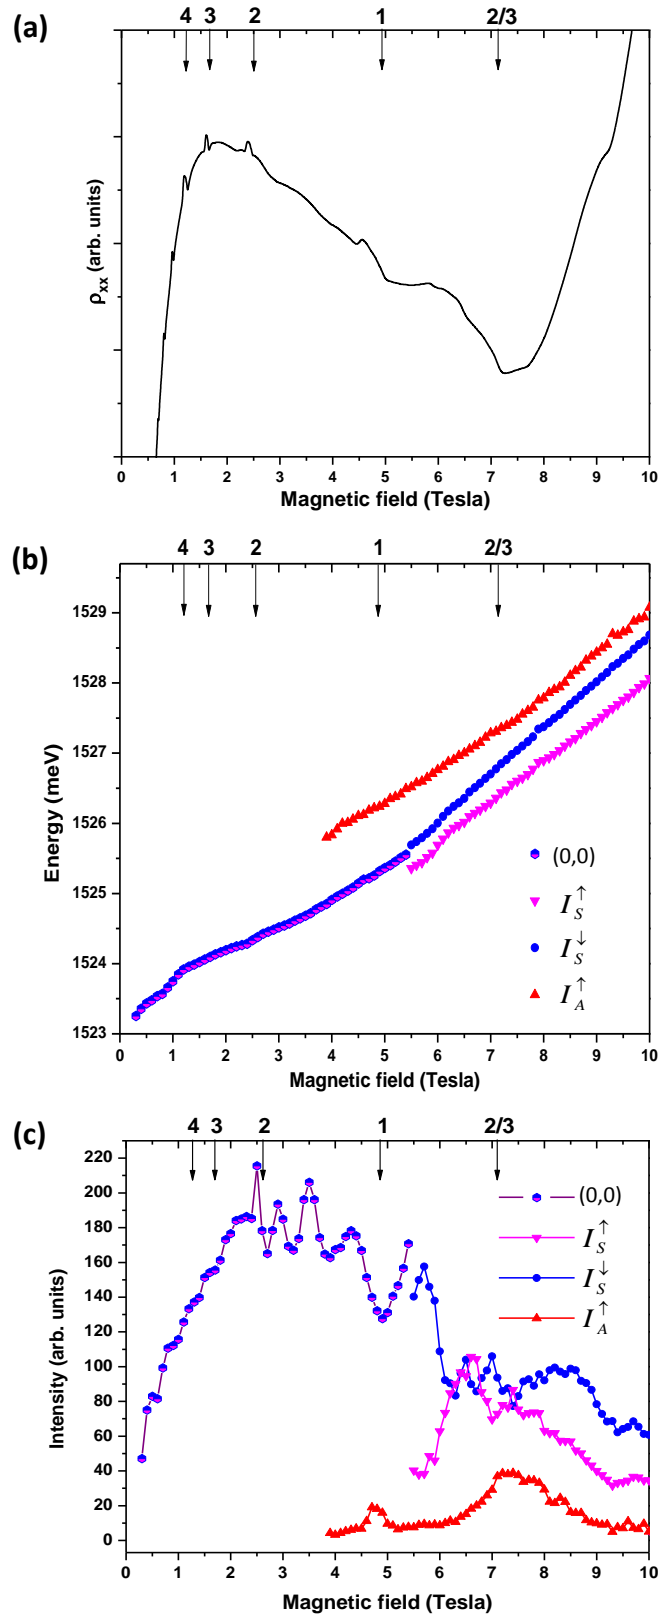 (a)
4 3 2 1 2/3
ρxx (arb. units)
0 1 2 3 4 5 6 7 8 9 10
Magnetic field (Tesla)
(b)
4 3 2 1 2/3
1529
1528
1527
1526
1525
1524
1523
Energy (meV)
(0,0)
I_S^↑
I_S^↓
I_A^↑
0 1 2 3 4 5 6 7 8 9 10
Magnetic field (Tesla)
(c)
4 3 2 1 2/3
220
200
180
160
140
120
100
80
60
40
20
0
Intensity (arb. units)
(0,0)
I_S^↑
I_S^↓
I_A^↑
0 1 2 3 4 5 6 7 8 9 10
Magnetic field (Tesla)